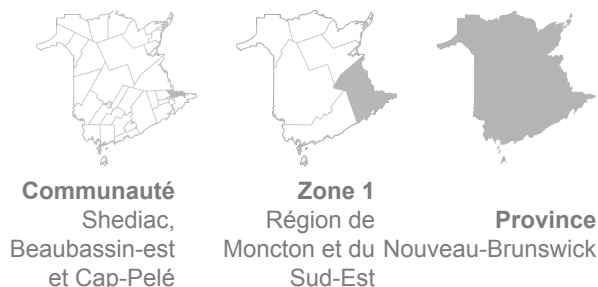 Communauté
Shediac,
Beaubassin-est
et Cap-Pelé
Zone 1
Région de
Moncton et du
Sud-Est
Province
Nouveau-Brunswick